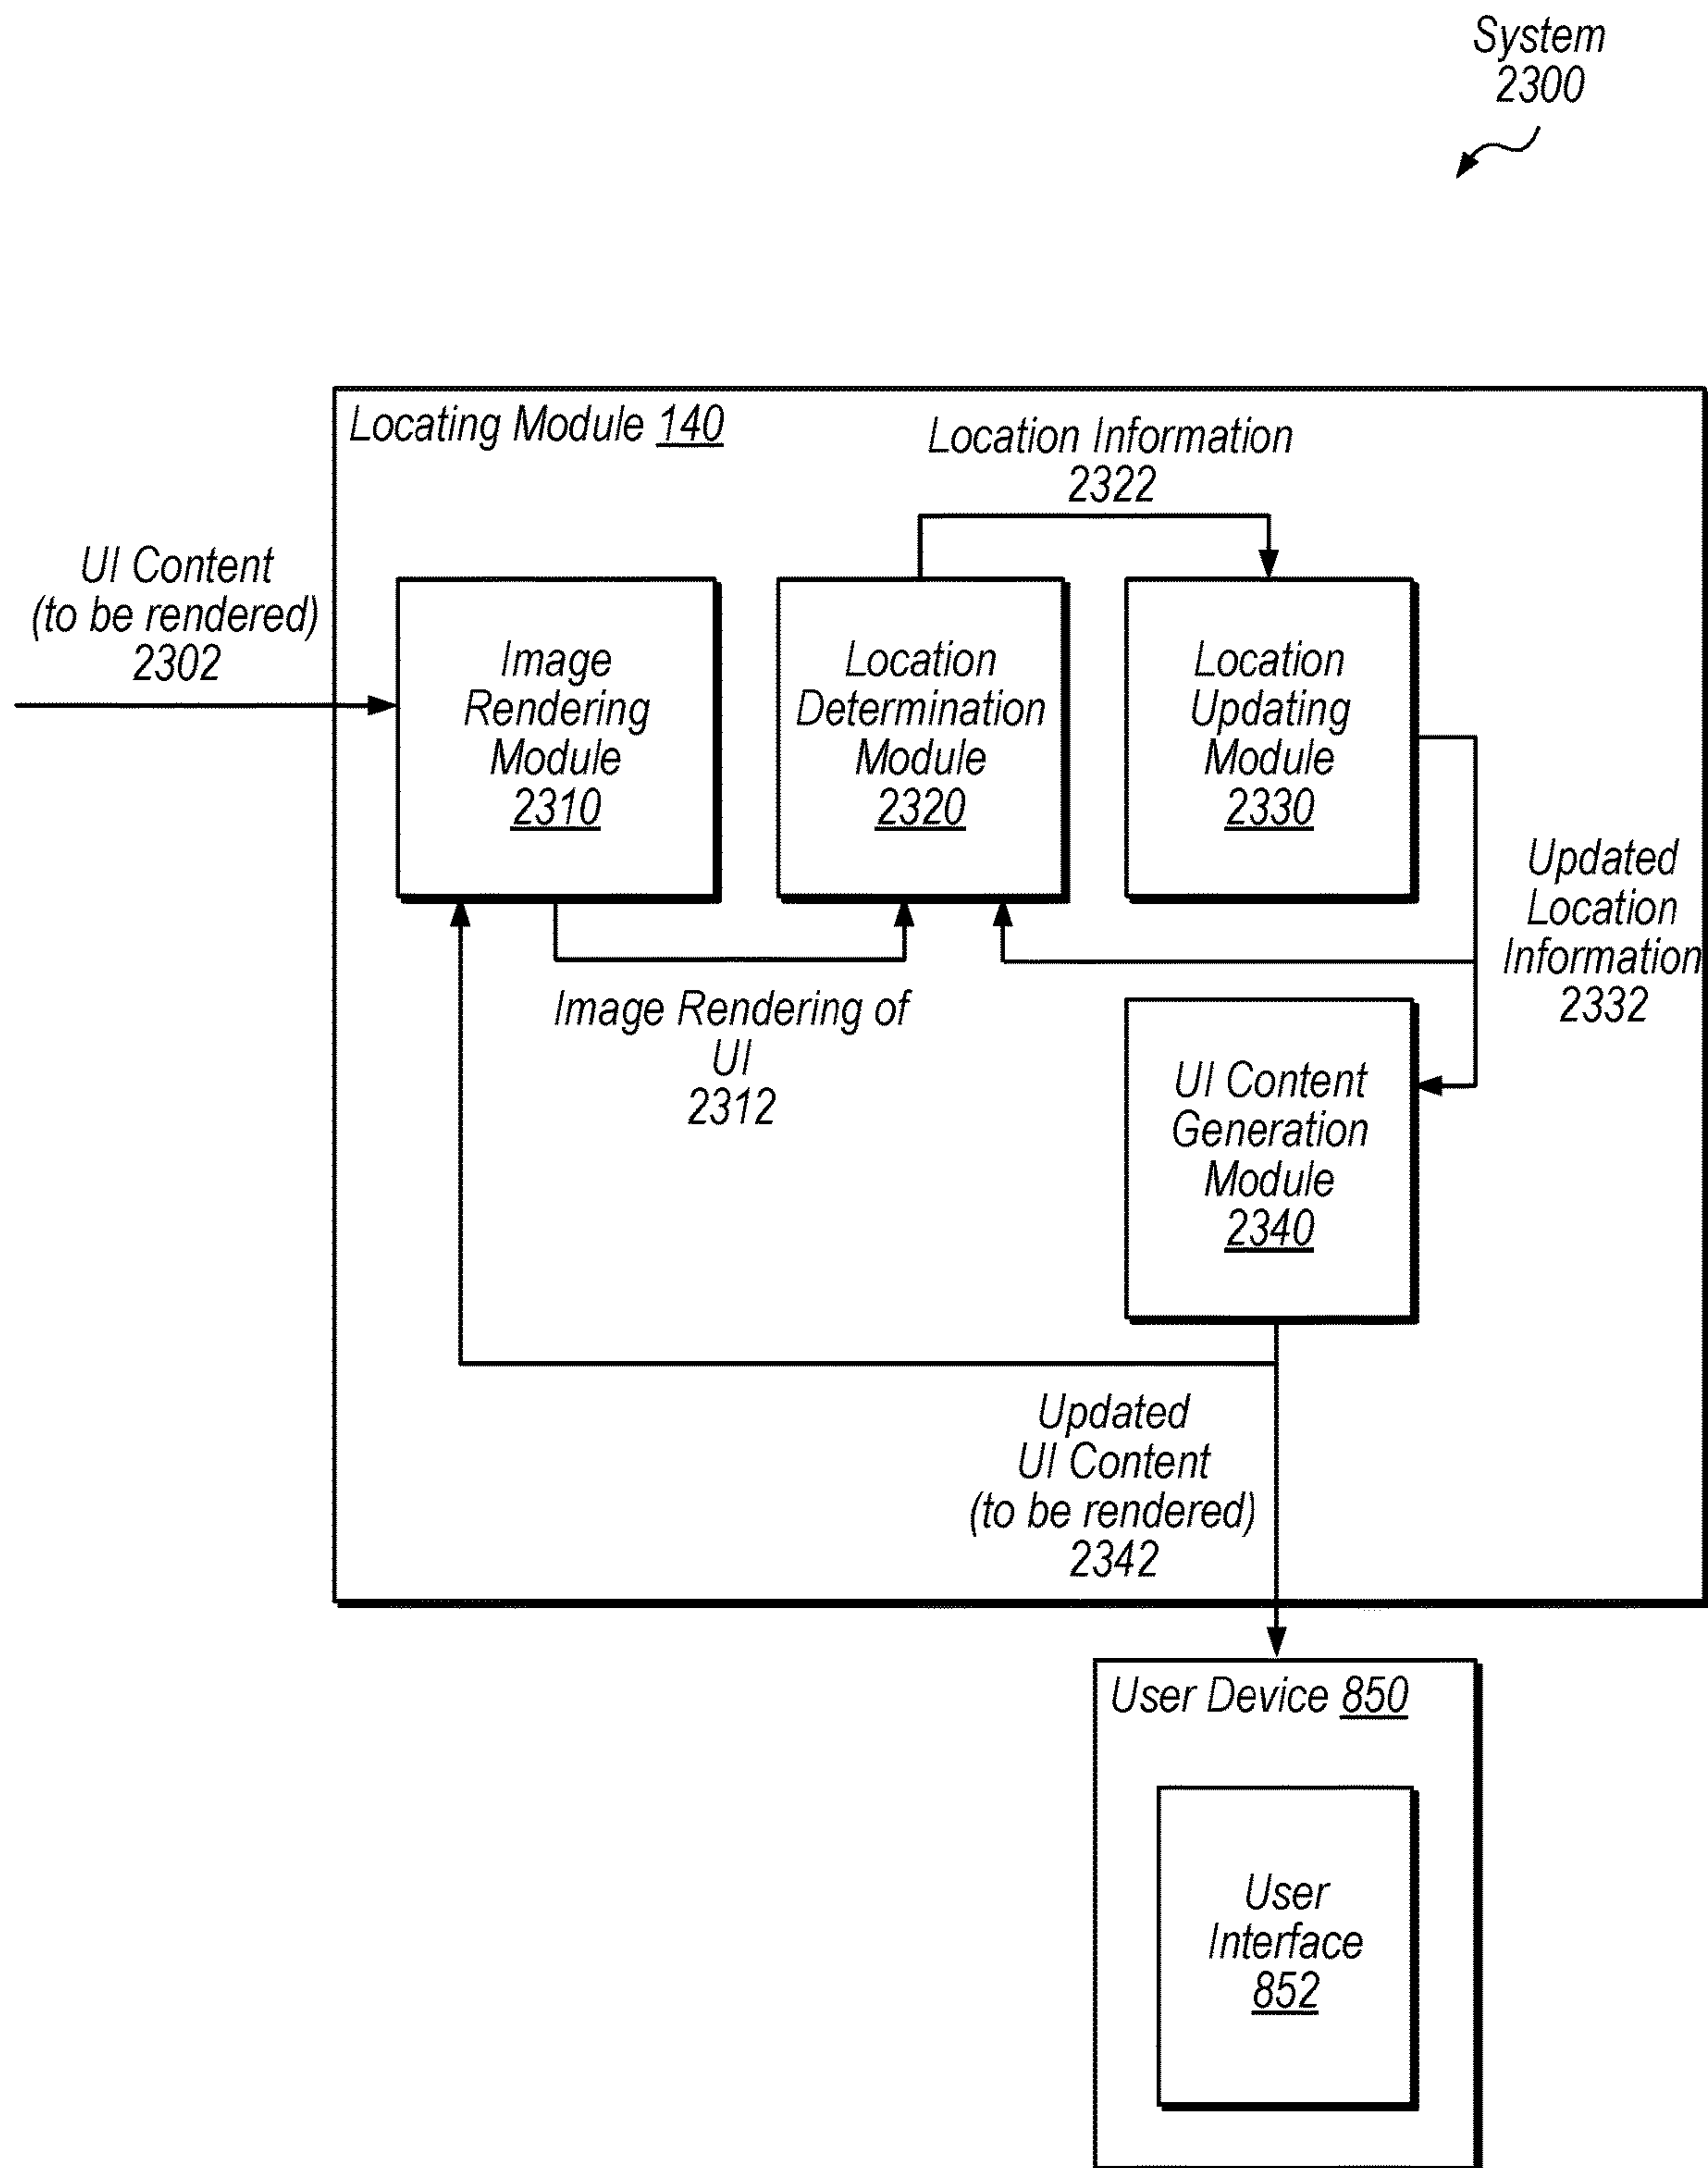 System
2300
Locating Module 140
Location Information
2322
UI Content
(to be rendered)
2302
Image
Rendering
Module
2310
Location
Determination
Module
2320
Location
Updating
Module
2330
Updated
Location
Information
2332
Image Rendering of
UI
2312
UI Content
Generation
Module
2340
Updated
UI Content
(to be rendered)
2342
User Device 850
User
Interface
852